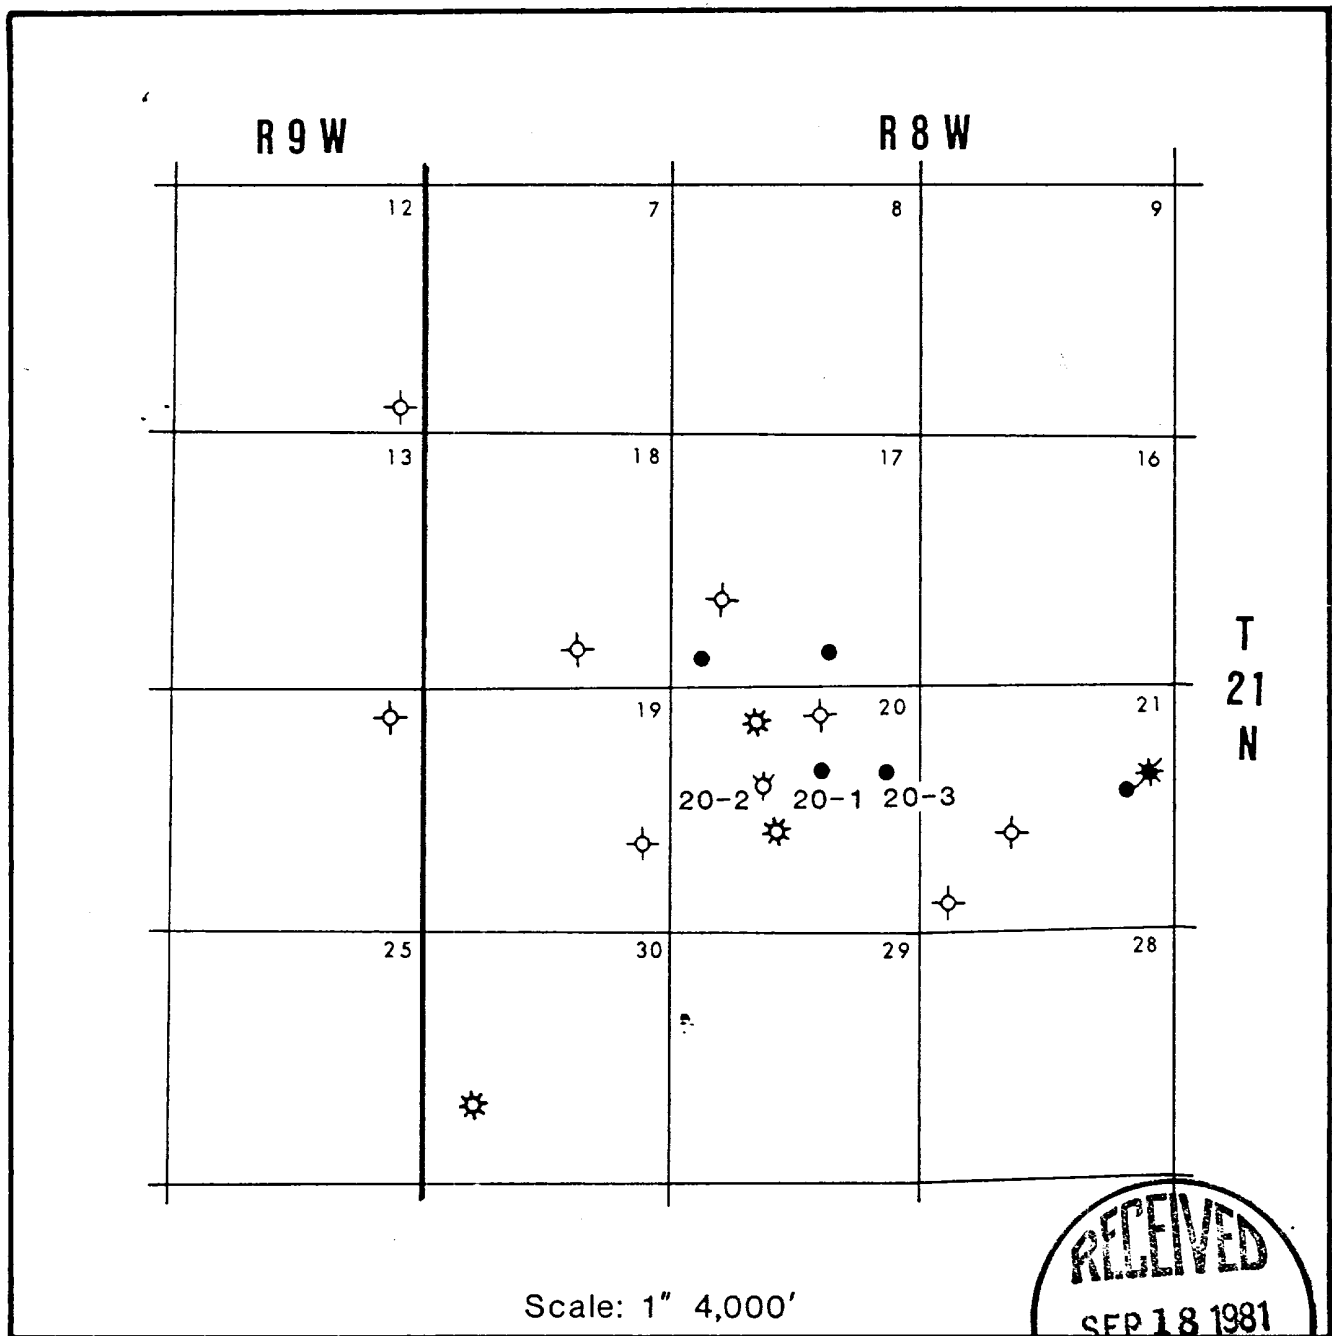 R 9 W R 8 W
12 7 8 9
13 18 17 16
T
21
N
19 20 21
20-2 20-1 20-3
25 30 29 28
Scale: 1" 4,000'
RECEIVED
SEP 18 1981